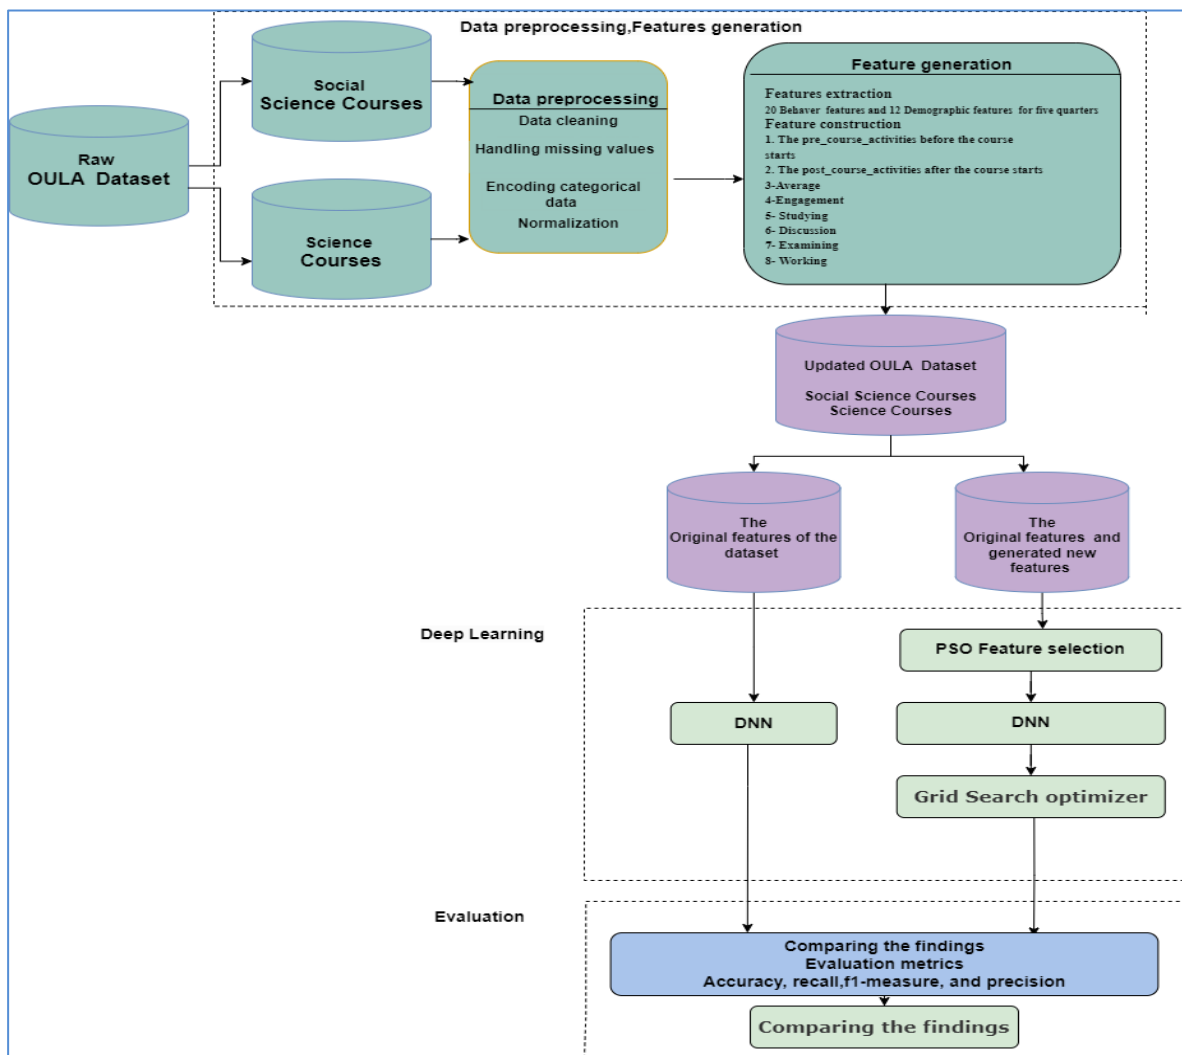 Data preprocessing,Features generation
Raw
OULA Dataset
Social
Science Courses
Science
Courses
Data preprocessing
Data cleaning
Handling missing values
Encoding categorical
data
Normalization
Feature generation
Features extraction
20 Behaver features and 12 Demographic features for five quarters
Feature construction
1. The pre_course_activities before the course
starts
2. The post_course_activities after the course starts
3-Average
4-Engagement
5- Studying
6- Discussion
7- Examining
8- Working
Updated OULA Dataset
Social Science Courses
Science Courses
The
Original features of the
dataset
The
Original features and
generated new
features
Deep Learning
PSO Feature selection
DNN
DNN
Grid Search optimizer
Evaluation
Comparing the findings
Evaluation metrics
Accuracy, recall,f1-measure, and precision
Comparing the findings